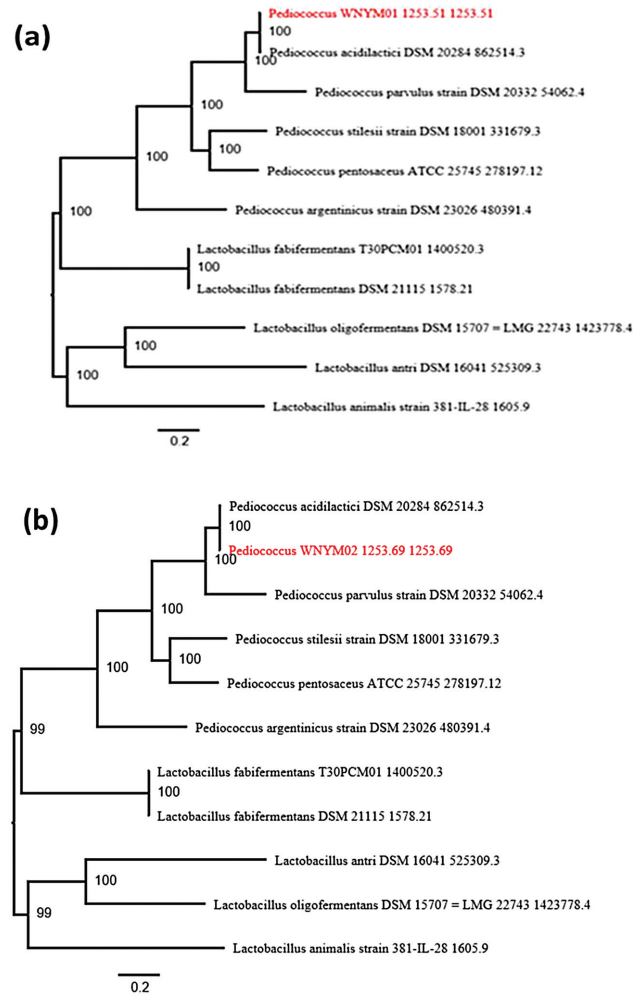 (a)
Pediococcus WNYM01 1253.51 1253.51
100
Pediococcus acidilactici DSM 20284 862514.3
100
Pediococcus parvulus strain DSM 20332 54062.4
100
Pediococcus stilesii strain DSM 18001 331679.3
100
Pediococcus pentosaceus ATCC 25745 278197.12
100
Pediococcus argentinicus strain DSM 23026 480391.4
100
Lactobacillus fabifermentans T30PCM01 1400520.3
100
Lactobacillus fabifermentans DSM 21115 1578.21
Lactobacillus oligofermentans DSM 15707 = LMG 22743 1423778.4
100
Lactobacillus antri DSM 16041 525309.3
100
Lactobacillus animalis strain 381-IL-28 1605.9
0.2
(b)
Pediococcus acidilactici DSM 20284 862514.3
100
Pediococcus WNYM02 1253.69 1253.69
100
Pediococcus parvulus strain DSM 20332 54062.4
100
Pediococcus stilesii strain DSM 18001 331679.3
100
Pediococcus pentosaceus ATCC 25745 278197.12
100
Pediococcus argentinicus strain DSM 23026 480391.4
99
Lactobacillus fabifermentans T30PCM01 1400520.3
100
Lactobacillus fabifermentans DSM 21115 1578.21
Lactobacillus antri DSM 16041 525309.3
100
Lactobacillus oligofermentans DSM 15707 = LMG 22743 1423778.4
99
Lactobacillus animalis strain 381-IL-28 1605.9
0.2